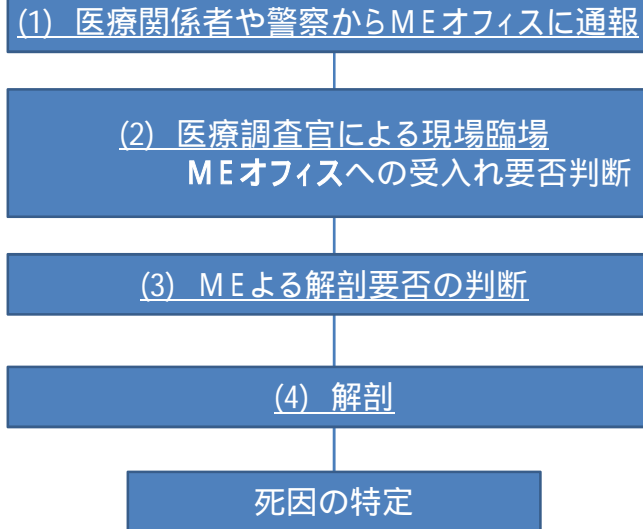 (1) 医療関係者や警察からMEオフィスに通報
(2) 医療調査官による現場臨場
MEオフィスへの受入れ要否判断
(3) MEよる解剖要否の判断
(4) 解剖
死因の特定